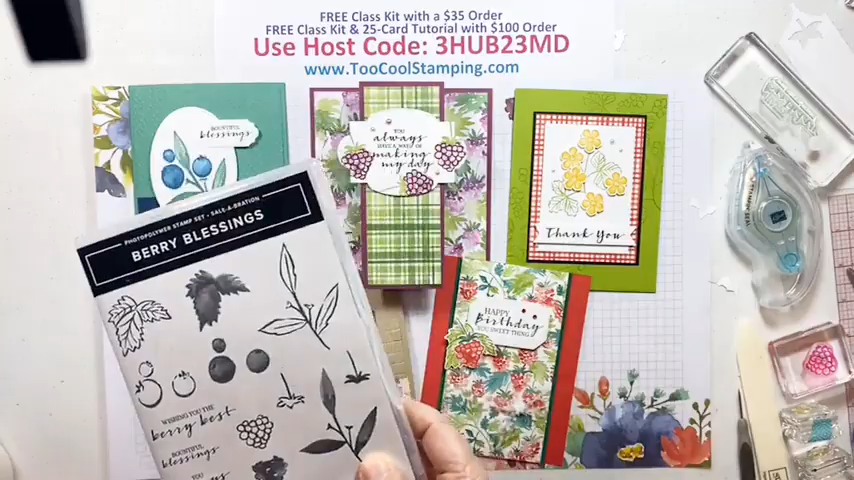 FREE Class Kit with a $35 Order
FREE Class Kit & 25-Card Tutorial with $100 Order
Use Host Code: 3HUB23MD
www.TooCoolStamping.com
BOUNTIFUL
blessings
YOU
always
HAVE A WAY OF
making
my day
Thank You
HAPPY
Birthday
YOU SWEET THING
PHOTOPOLYMER STAMP SET • SALE-A-BRATION
BERRY BLESSINGS
WISHING YOU THE
berry best
BOUNTIFUL
blessings
YOU